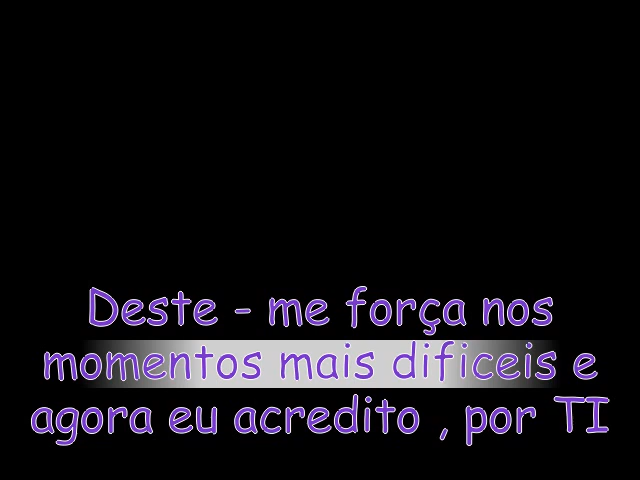 Deste - me força nos
momentos mais dificeis e
agora eu acredito , por TI